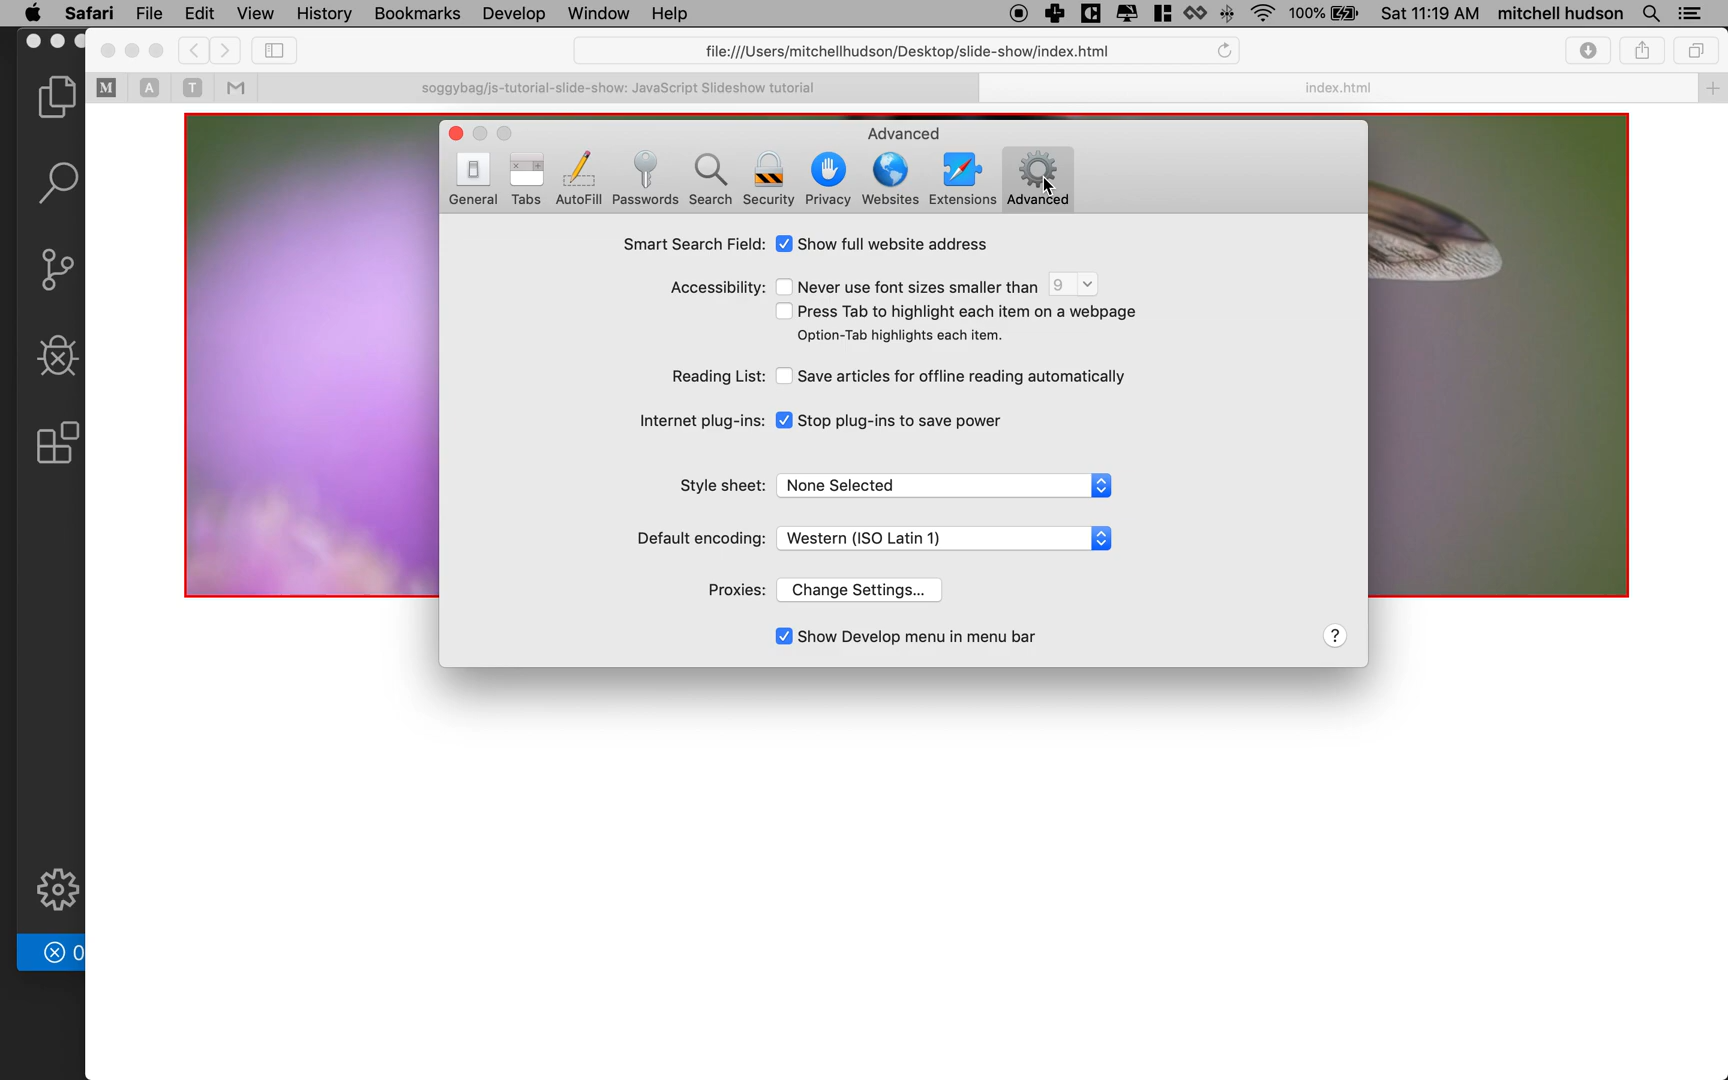 Safari File Edit View History Bookmarks Develop Window Help 100% Sat 11:19 AM mitchell hudson
file:///Users/mitchellhudson/Desktop/slide-show/index.html
M A T M soggybag/js-tutorial-slide-show: JavaScript Slideshow tutorial index.html +
Advanced
General Tabs AutoFill Passwords Search Security Privacy Websites Extensions Advanced
Smart Search Field: Show full website address
Accessibility: Never use font sizes smaller than 9
Press Tab to highlight each item on a webpage
Option-Tab highlights each item.
Reading List: Save articles for offline reading automatically
Internet plug-ins: Stop plug-ins to save power
Style sheet: None Selected
Default encoding: Western (ISO Latin 1)
Proxies: Change Settings...
Show Develop menu in menu bar ?
0